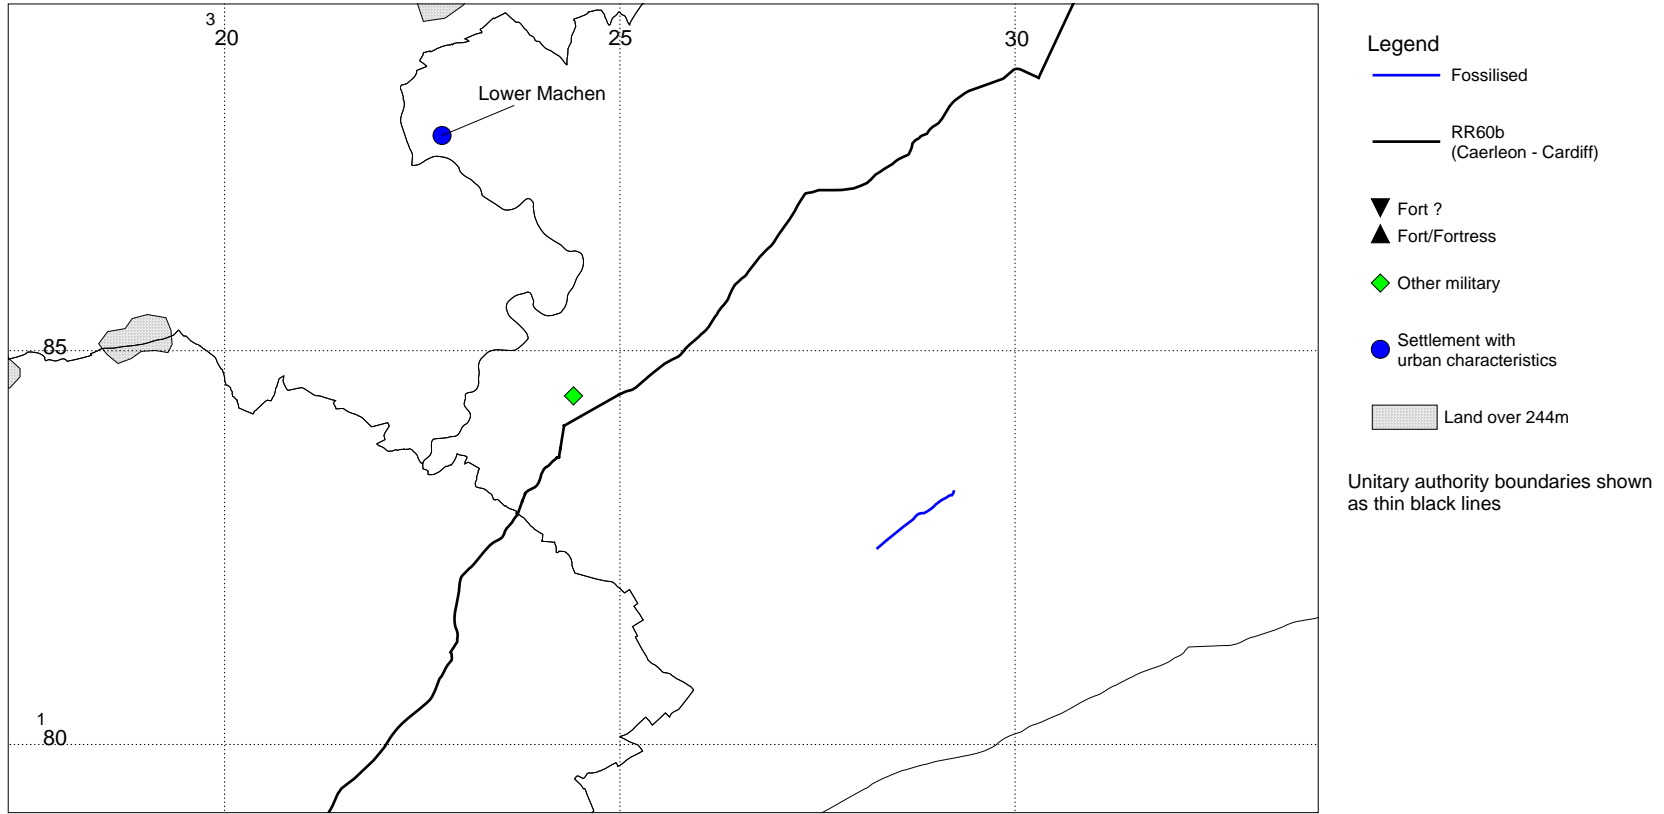 3
20
25
30
Lower Machen
85
1
80
Legend
Fossilised
RR60b
(Caerleon - Cardiff)
Fort ?
Fort/Fortress
Other military
Settlement with
urban characteristics
Land over 244m
Unitary authority boundaries shown
as thin black lines